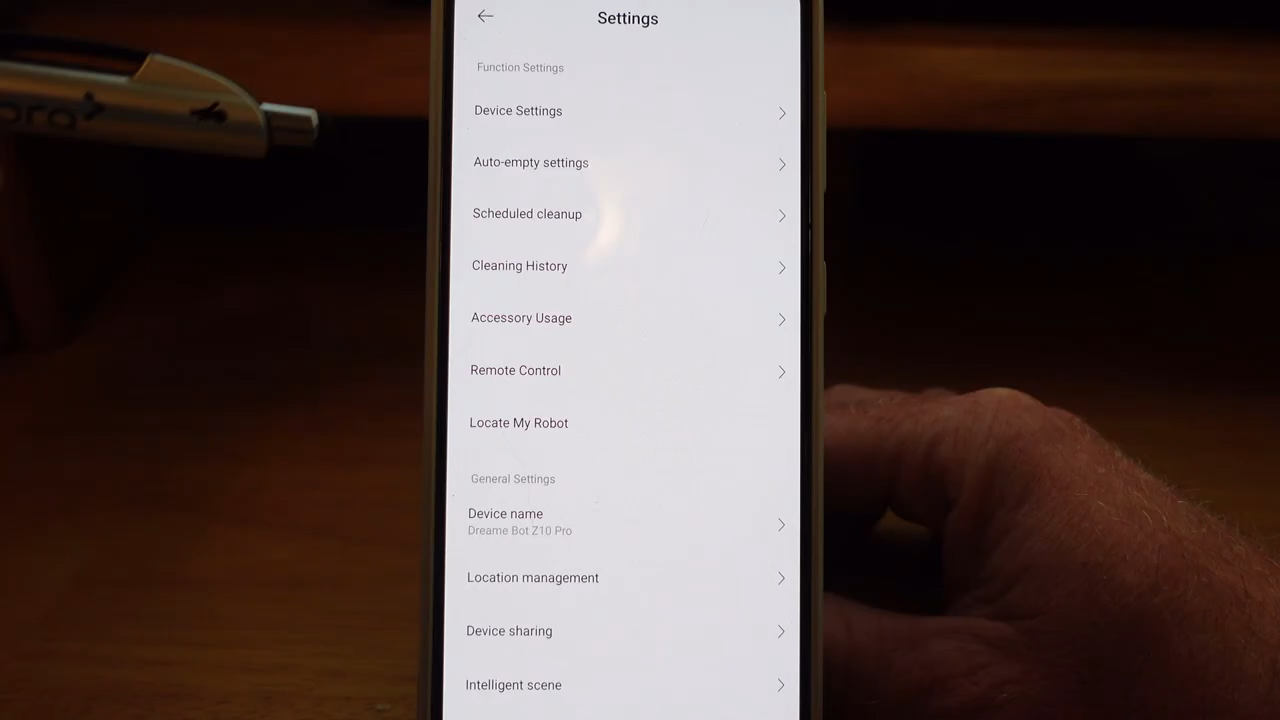 Settings
Function Settings
Device Settings
Auto-empty settings
Scheduled cleanup
Cleaning History
Accessory Usage
Remote Control
Locate My Robot
General Settings
Device name
Dreame Bot Z10 Pro
Location management
Device sharing
Intelligent scene